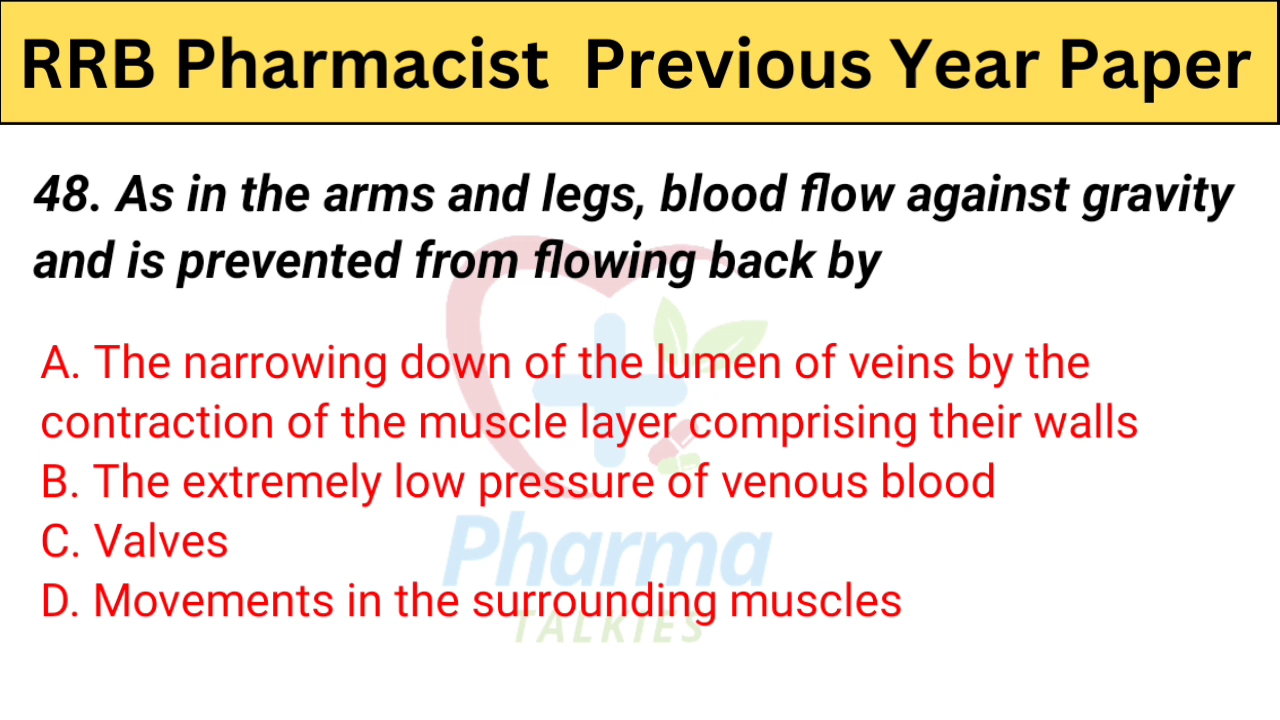 RRB Pharmacist Previous Year Paper
48. As in the arms and legs, blood flow against gravity
and is prevented from flowing back by
A. The narrowing down of the lumen of veins by the
contraction of the muscle layer comprising their walls
B. The extremely low pressure of venous blood
C. Valves
Pharma
D. Movements in the surrounding muscles
TALKIES